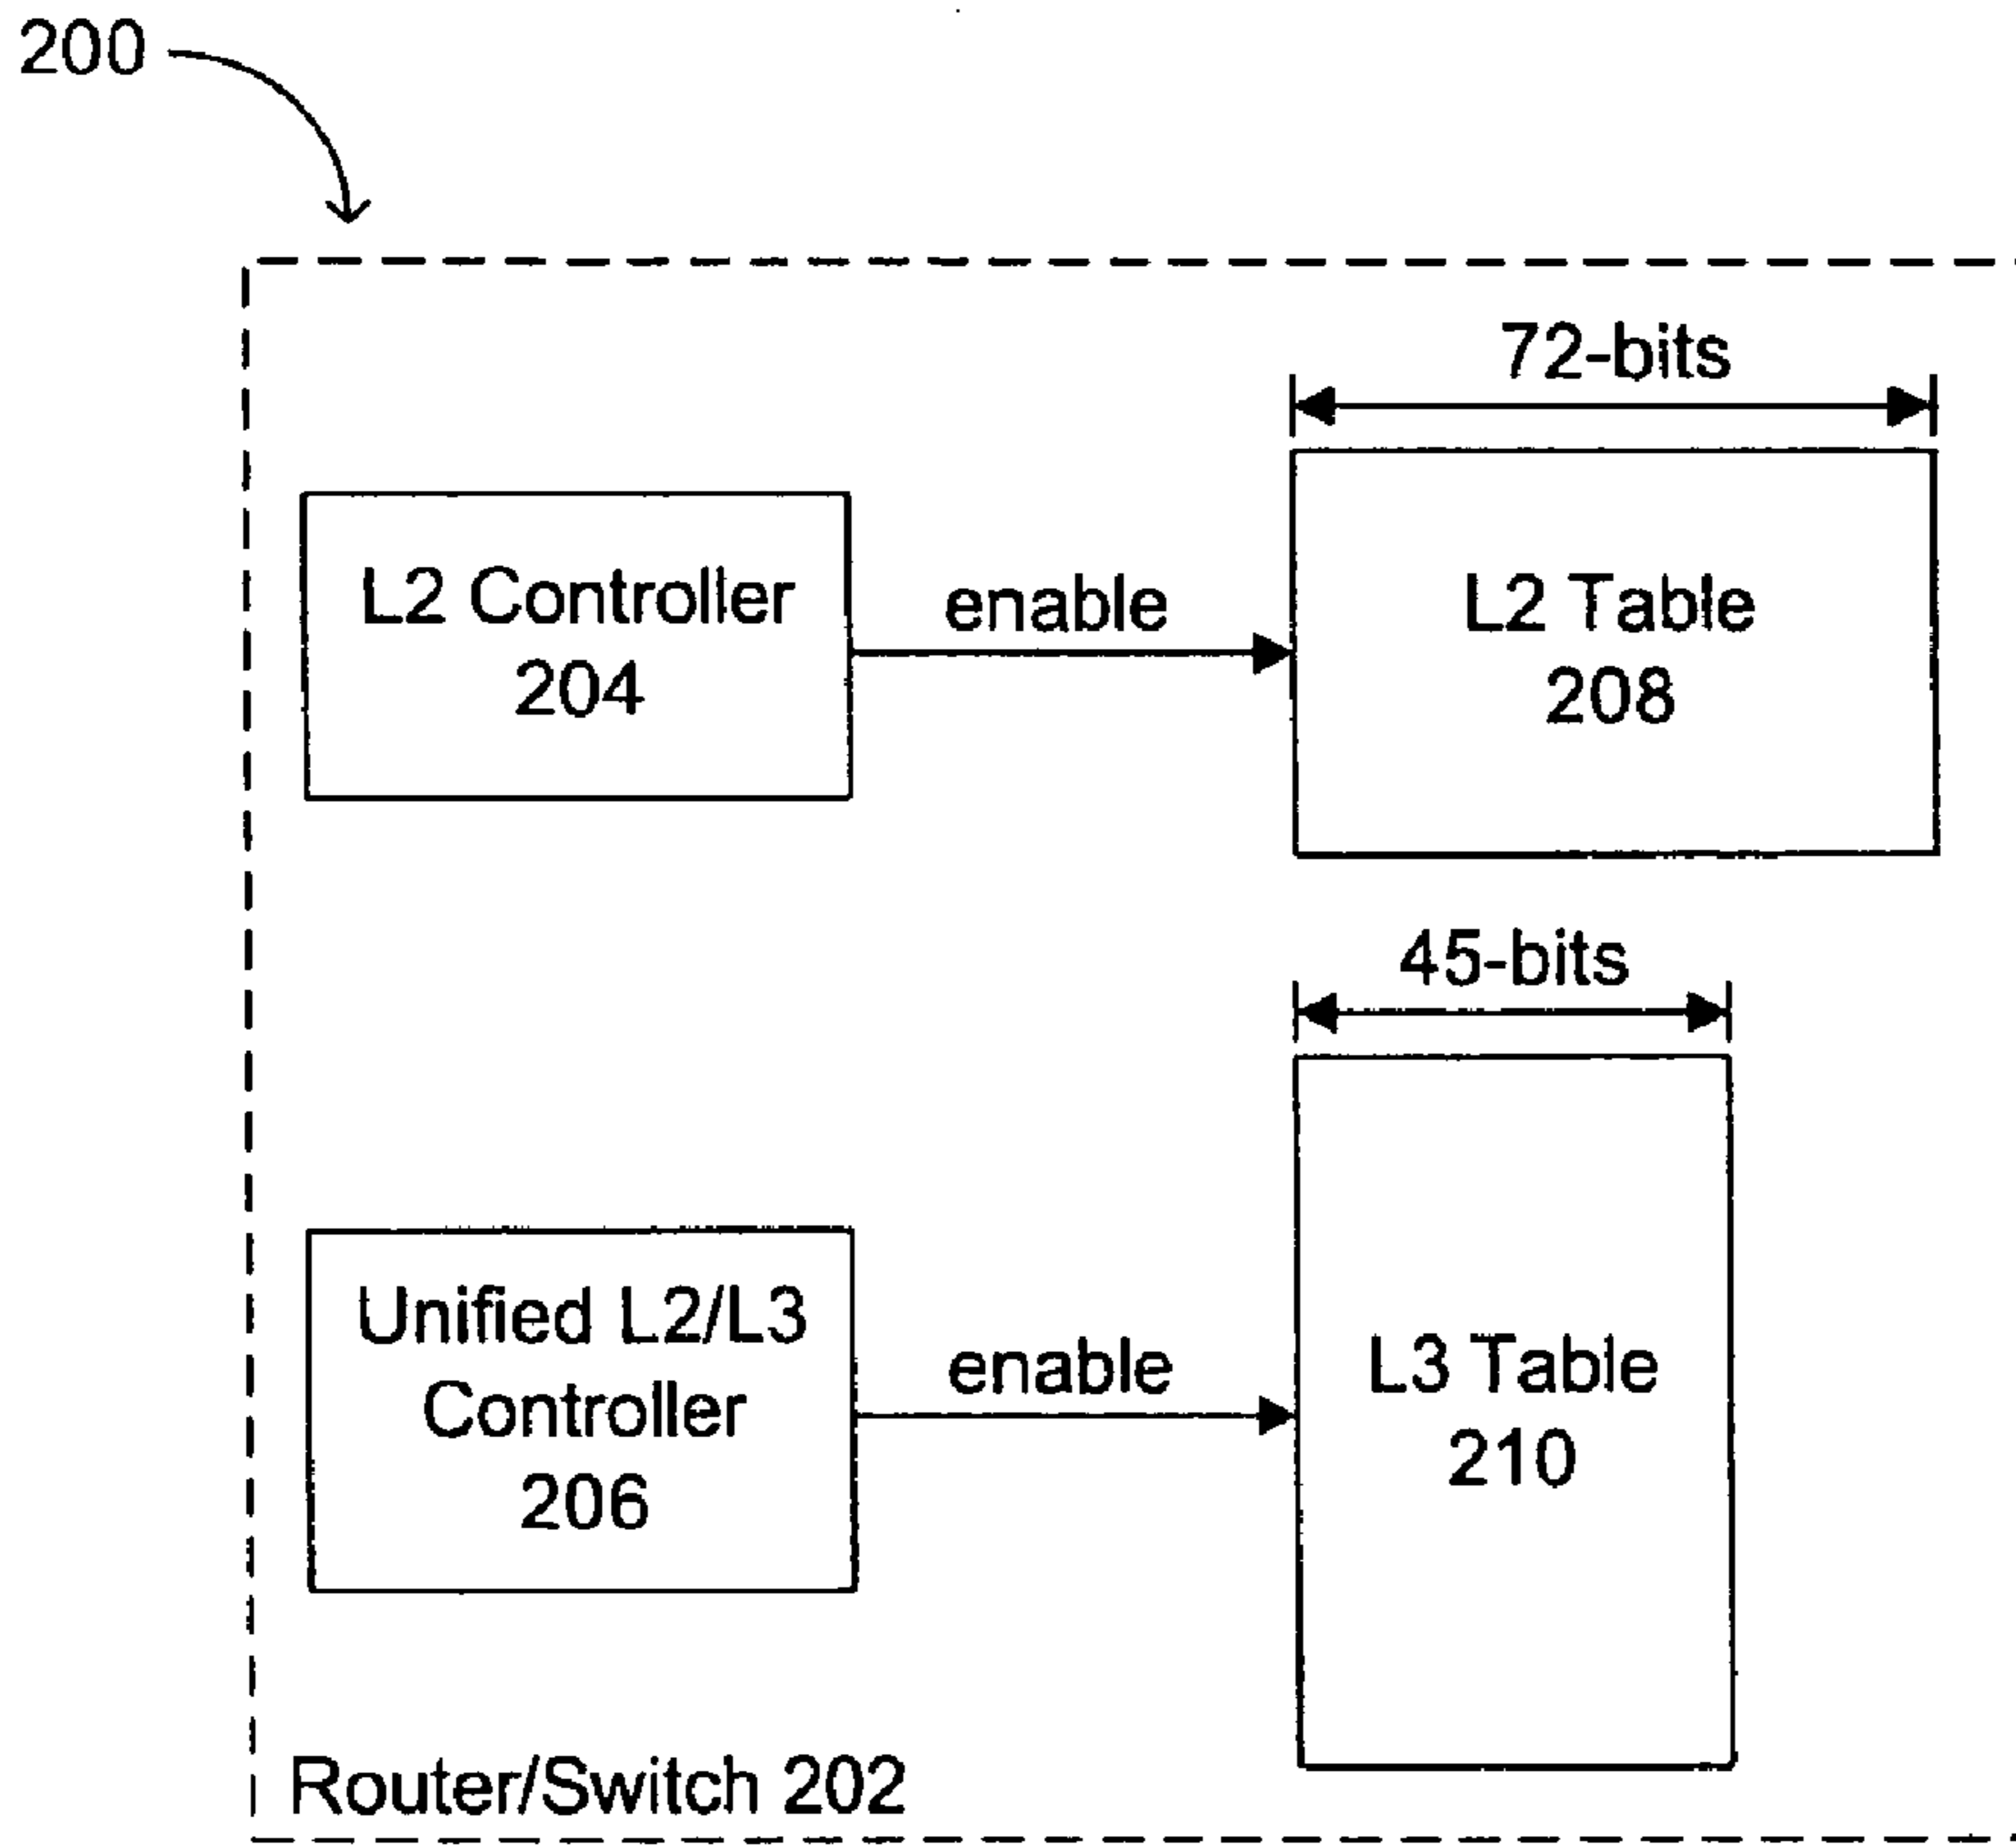 200
72-bits
L2 Controller
204
enable
L2 Table
208
45-bits
Unified L2/L3
Controller
206
enable
L3 Table
210
Router/Switch 202